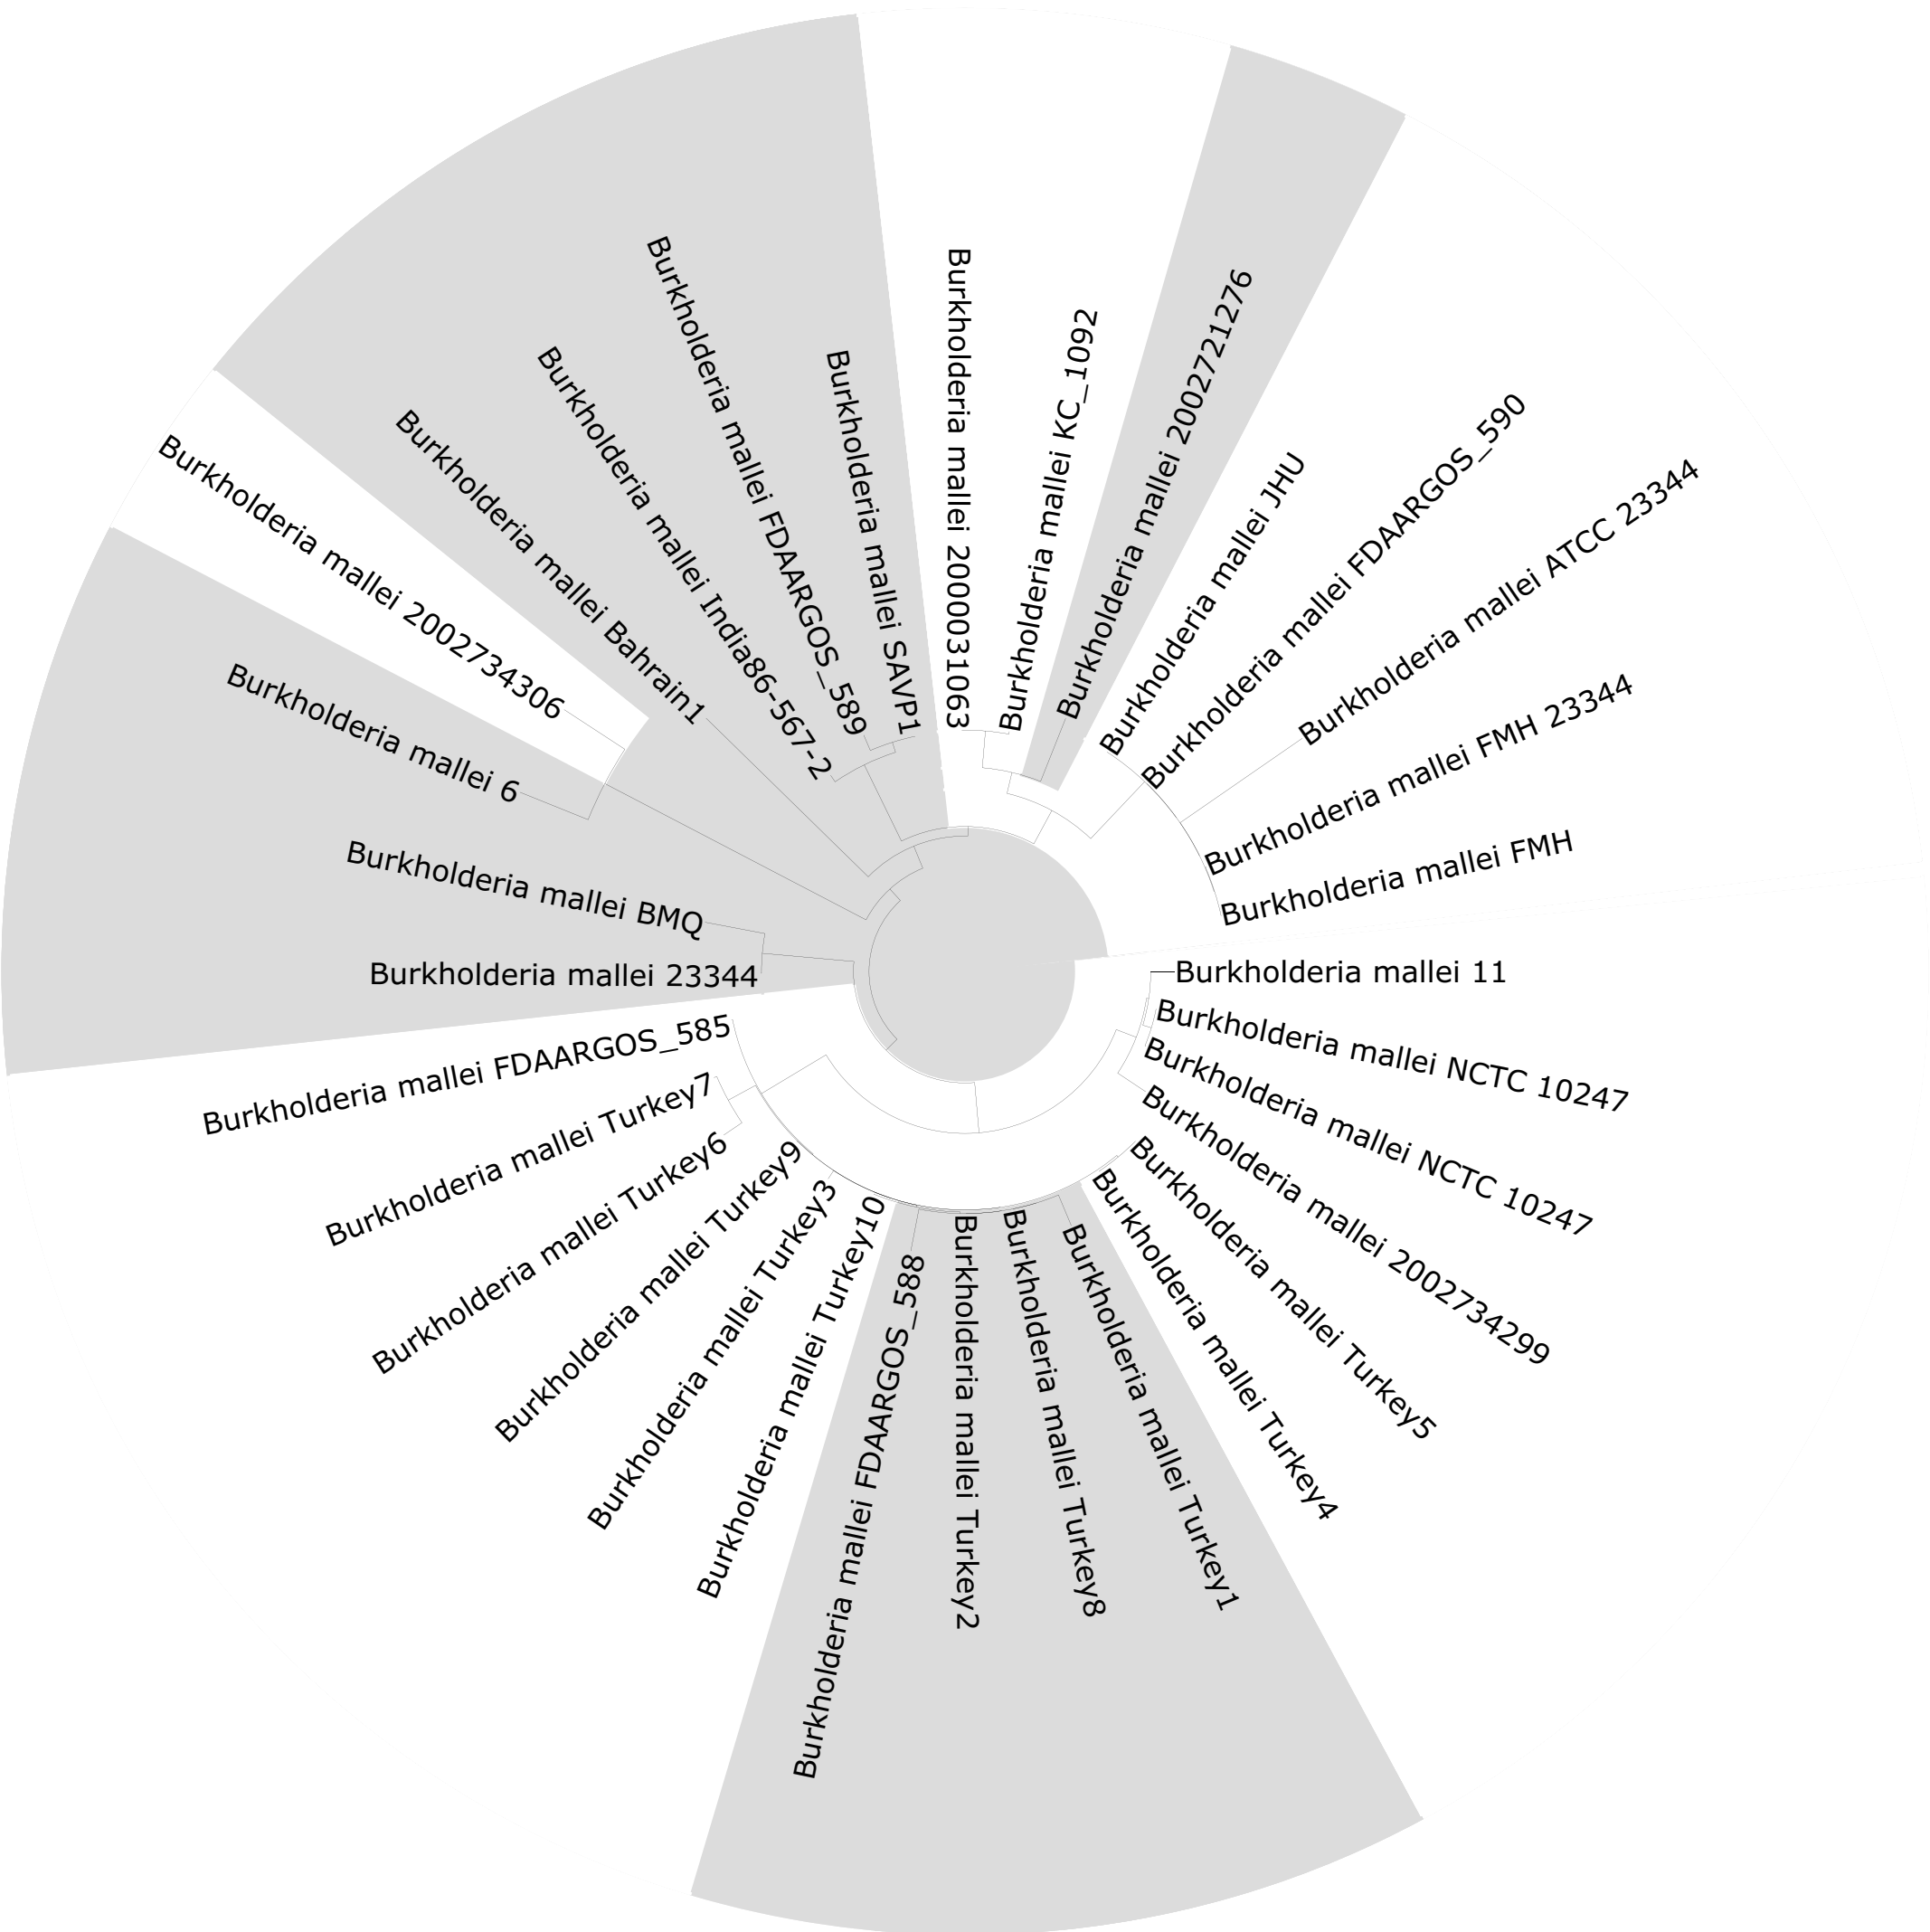 Burkholderia mallei 2000031063
Burkholderia mallei KC_1092
Burkholderia mallei 2002721276
Burkholderia mallei JHU
Burkholderia mallei FDAARGOS_590
Burkholderia mallei ATCC 23344
Burkholderia mallei FMH 23344
Burkholderia mallei FMH
Burkholderia mallei 11
Burkholderia mallei NCTC 10247
Burkholderia mallei NCTC 10247
Burkholderia mallei 2002734299
Burkholderia mallei Turkey5
Burkholderia mallei Turkey4
Burkholderia mallei Turkey1
Burkholderia mallei Turkey8
Burkholderia mallei Turkey2
Burkholderia mallei FDAARGOS_588
Burkholderia mallei Turkey10
Burkholderia mallei Turkey3
Burkholderia mallei Turkey9
Burkholderia mallei Turkey6
Burkholderia mallei Turkey7
Burkholderia mallei FDAARGOS_585
Burkholderia mallei 23344
Burkholderia mallei BMQ
Burkholderia mallei 6
Burkholderia mallei 2002734306
Burkholderia mallei Bahrain1
Burkholderia mallei India86-567-2
Burkholderia mallei FDAARGOS_589
Burkholderia mallei SAVP1